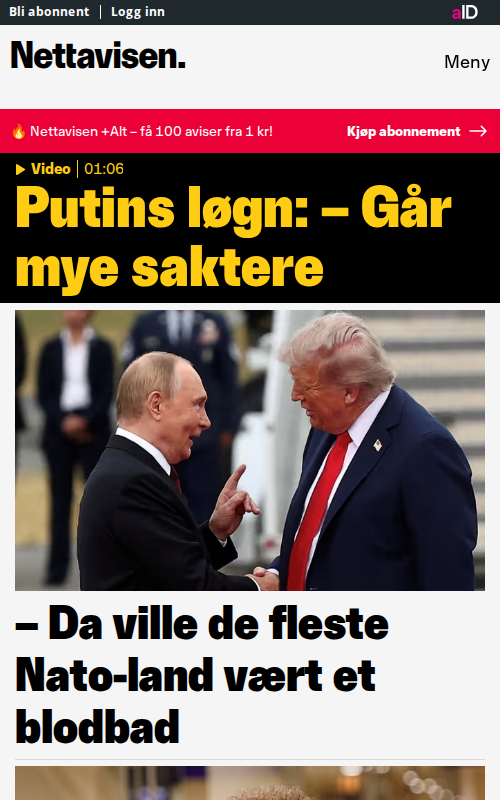 Bli abonnent
Logg inn
aID
Nettavisen.
Meny
🔥 Nettavisen +Alt – få 100 aviser fra 1 kr!
Kjøp abonnement →
Video
01:06
Putins løgn: – Går
mye saktere
– Da ville de fleste
Nato-land vært et
blodbad